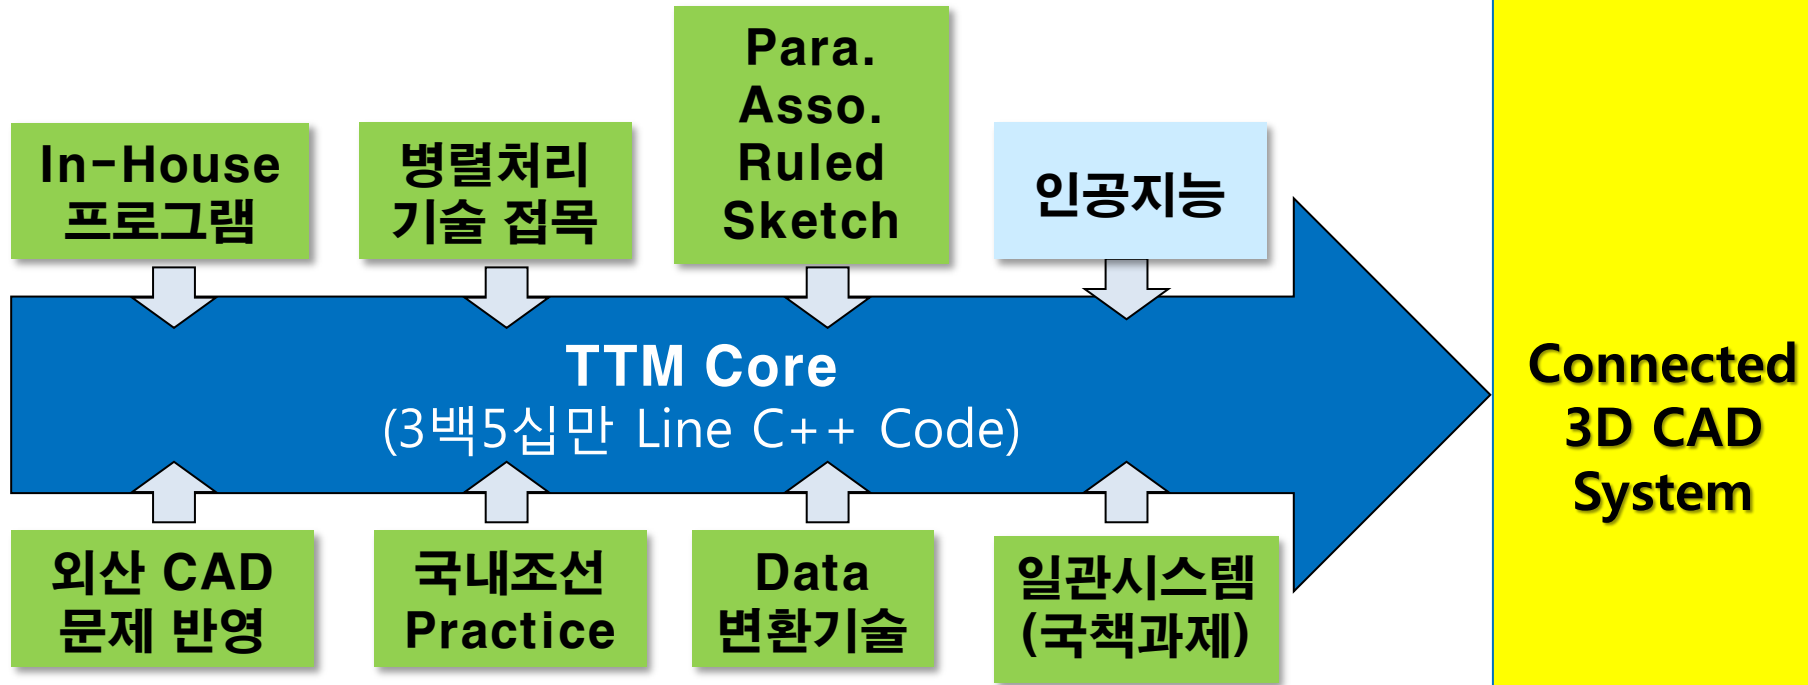 In-House
프로그램
병렬처리
기술 접목
Para.
Asso.
Ruled
Sketch
인공지능
TTM Core
(3백5십만 Line C++ Code)
외산 CAD
문제 반영
국내조선
Practice
Data
변환기술
일관시스템
(국책과제)
Connected
3D CAD
System